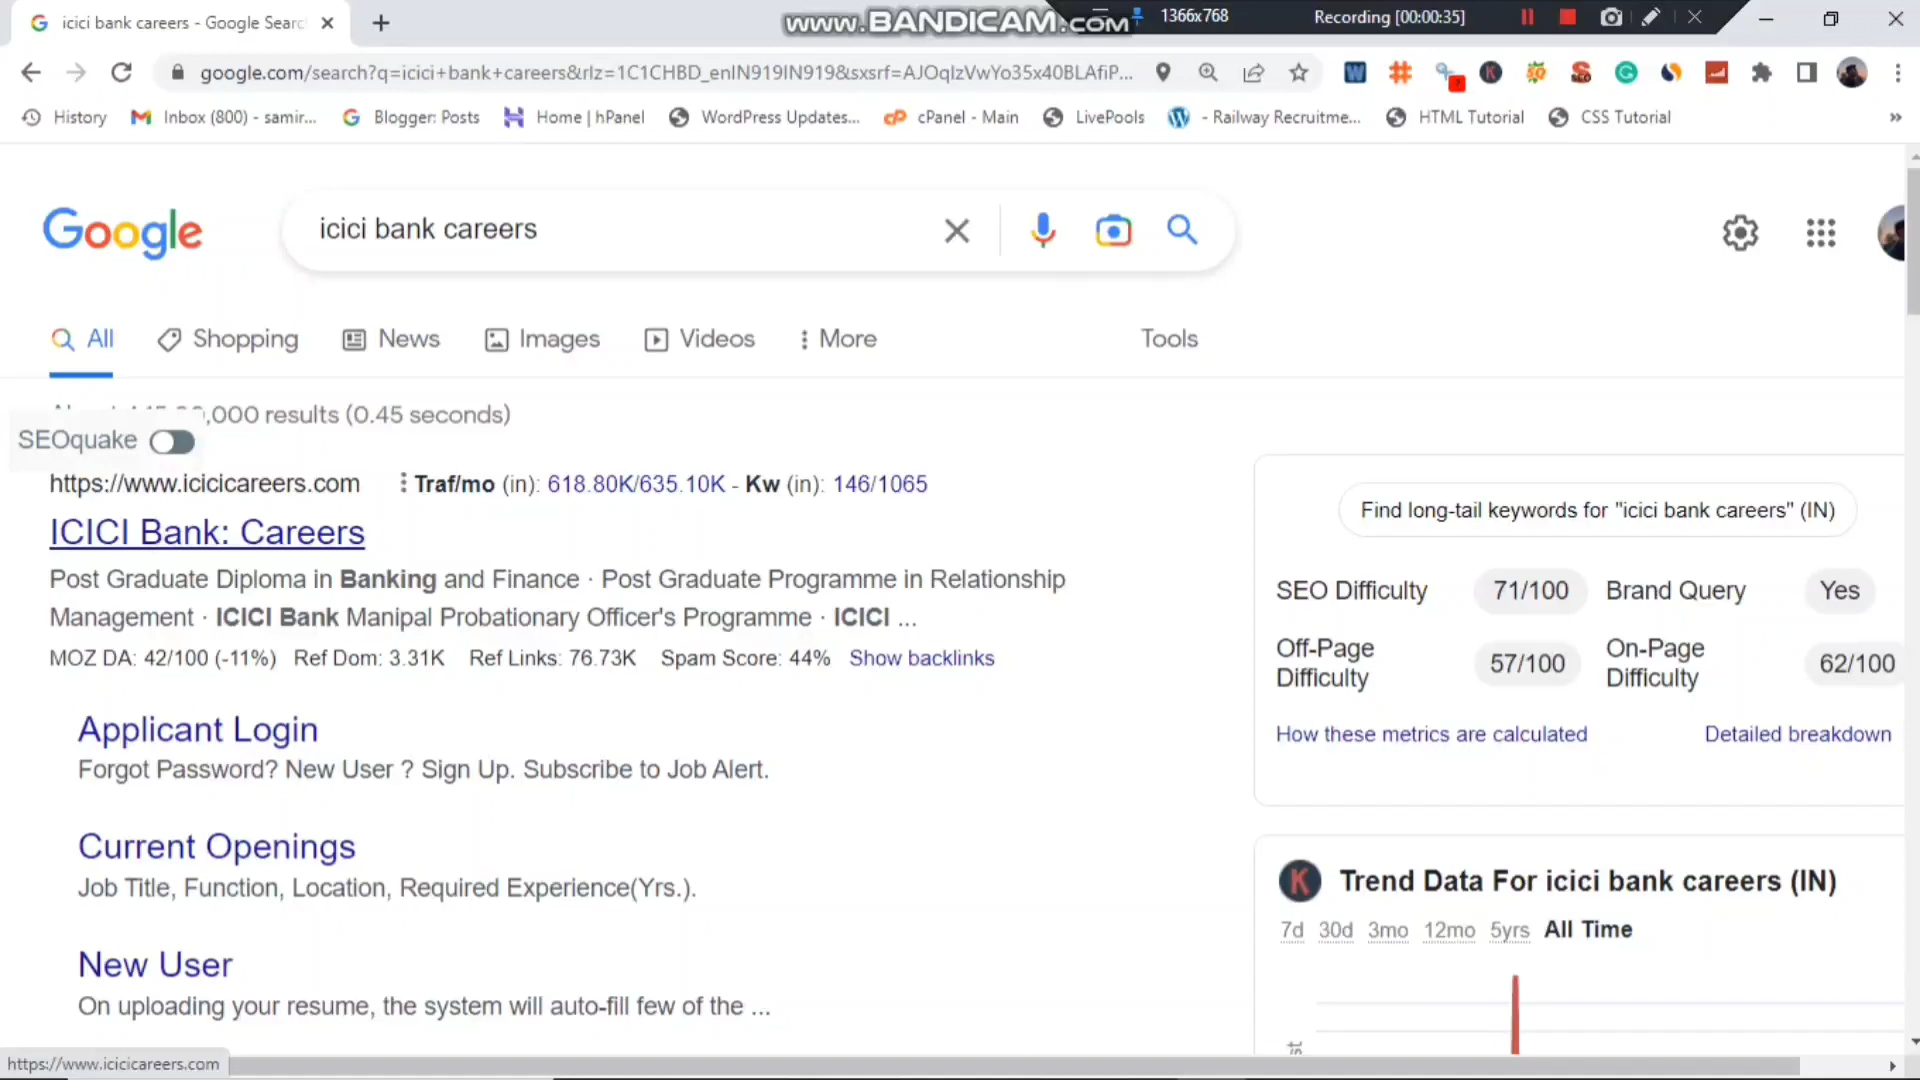 icici bank careers - Google Searc
www.BANDICAM.COM
1366x768
Recording [00:00:35]
google.com/search?q=icici+bank+careers&rlz=1C1CHBD_enIN919IN919&sxsrf=AJOqlzVwYo35x40BLAfiP...
History
Inbox (800) - samir...
Blogger: Posts
Home | hPanel
WordPress Updates...
cPanel - Main
LivePools
- Railway Recruitme...
HTML Tutorial
CSS Tutorial
Google
icici bank careers
All
Shopping
News
Images
Videos
More
Tools
,000 results (0.45 seconds)
SEOquake
https://www.icicicareers.com
Traf/mo (in): 618.80K/635.10K - Kw (in): 146/1065
ICICI Bank: Careers
Post Graduate Diploma in Banking and Finance · Post Graduate Programme in Relationship
Management · ICICI Bank Manipal Probationary Officer's Programme · ICICI ...
MOZ DA: 42/100 (-11%) Ref Dom: 3.31K Ref Links: 76.73K Spam Score: 44% Show backlinks
Applicant Login
Forgot Password? New User ? Sign Up. Subscribe to Job Alert.
Current Openings
Job Title, Function, Location, Required Experience(Yrs.).
New User
On uploading your resume, the system will auto-fill few of the ...
Find long-tail keywords for "icici bank careers" (IN)
SEO Difficulty 71/100 Brand Query Yes
Off-Page Difficulty 57/100 On-Page Difficulty 62/100
How these metrics are calculated
Detailed breakdown
K
Trend Data For icici bank careers (IN)
7d 30d 3mo 12mo 5yrs All Time
https://www.icicicareers.com